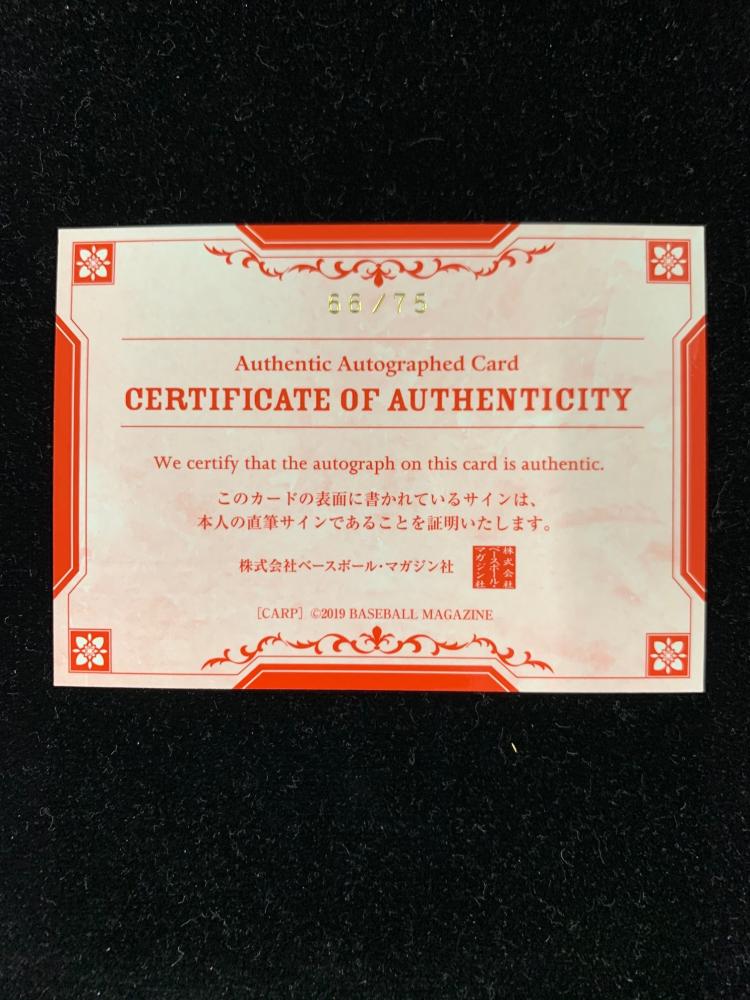 66/75
Authentic Autographed Card
CERTIFICATE OF AUTHENTICITY
We certify that the autograph on this card is authentic.
このカードの表面に書かれているサインは、
本人の直筆サインであることを証明いたします。
株式会社ベースボール・マガジン社
株式会社
ベースボール・
マガジン社
[CARP] ©2019 BASEBALL MAGAZINE